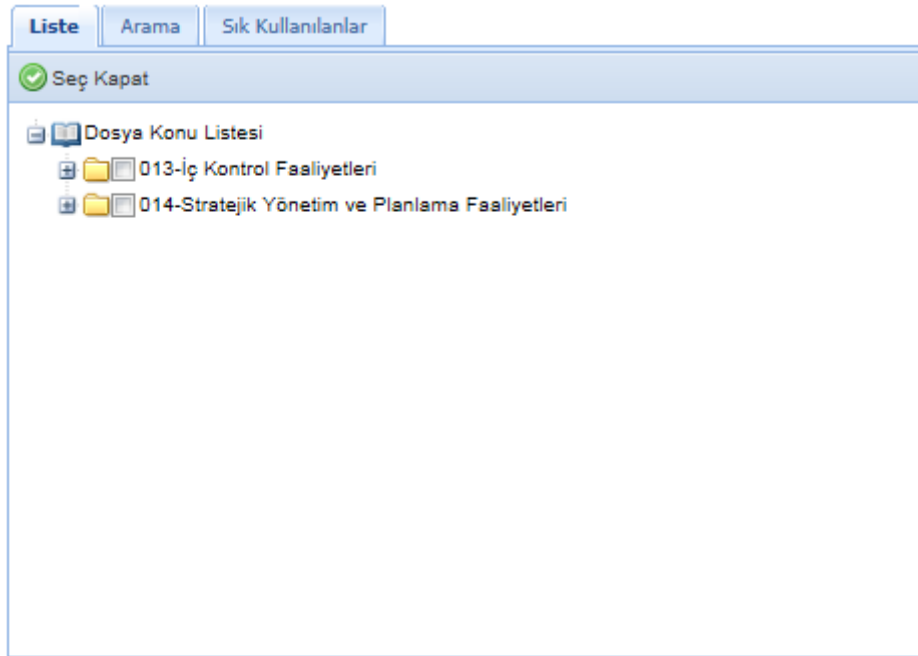 Liste Arama Sık Kullanılanlar
Seç Kapat
Dosya Konu Listesi
013-İç Kontrol Faaliyetleri
014-Stratejik Yönetim ve Planlama Faaliyetleri